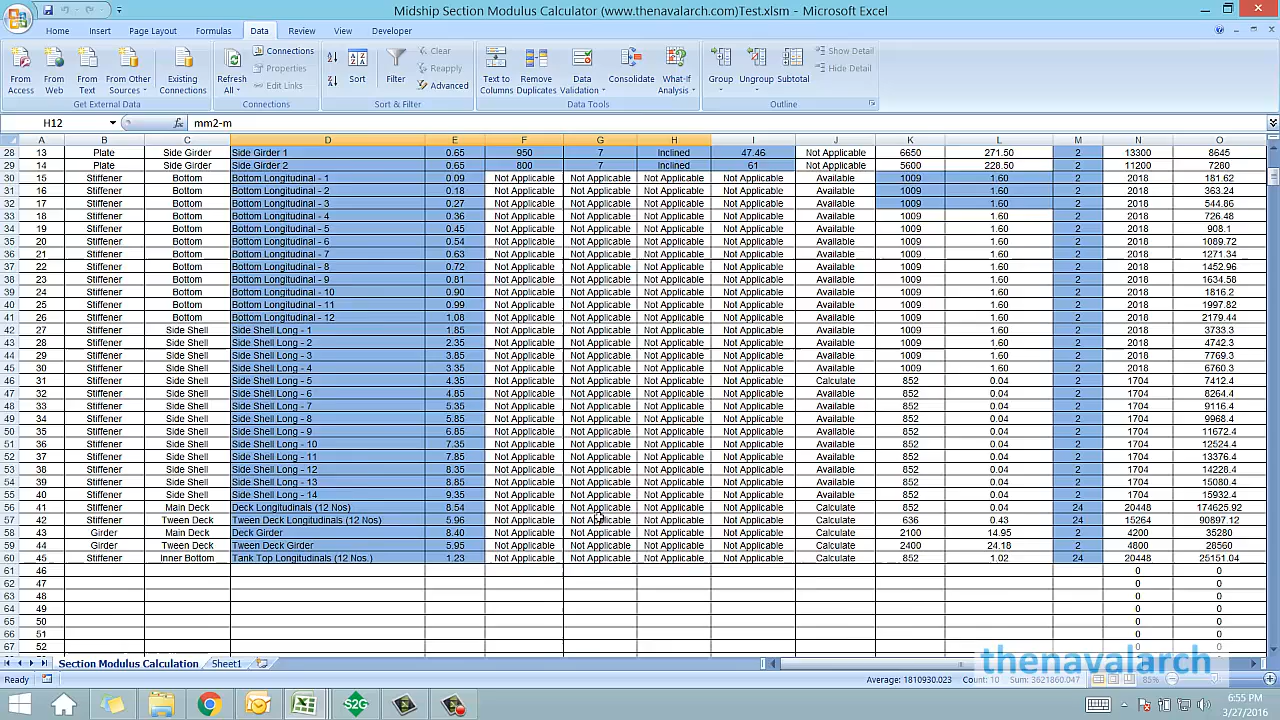 Midship Section Modulus Calculator (www.thenavalarch.com)Test.xlsm - Microsoft Excel
Home Insert Page Layout Formulas Data Review View Developer
From Access From Web From Text From Other Sources Existing Connections Refresh All Connections Properties Edit Links Sort Filter Clear Reapply Advanced Text to Columns Remove Duplicates Data Validation Consolidate What-If Analysis Group Ungroup Subtotal Show Detail Hide Detail
Get External Data Connections Sort & Filter Data Tools Outline
H12 fx mm2-m
A B C D E F G H I J K L M N O
28 13 Plate Side Girder Side Girder 1 0.65 950 7 Inclined 47.46 Not Applicable 6650 271.50 2 13300 8645
29 14 Plate Side Girder Side Girder 2 0.65 800 7 Inclined 61 Not Applicable 5600 228.50 2 11200 7280
30 15 Stiffener Bottom Bottom Longitudinal - 1 0.09 Not Applicable Not Applicable Not Applicable Not Applicable Available 1009 1.60 2 2018 181.62
31 16 Stiffener Bottom Bottom Longitudinal - 2 0.18 Not Applicable Not Applicable Not Applicable Not Applicable Available 1009 1.60 2 2018 363.24
32 17 Stiffener Bottom Bottom Longitudinal - 3 0.27 Not Applicable Not Applicable Not Applicable Not Applicable Available 1009 1.60 2 2018 544.86
33 18 Stiffener Bottom Bottom Longitudinal - 4 0.36 Not Applicable Not Applicable Not Applicable Not Applicable Available 1009 1.60 2 2018 726.48
34 19 Stiffener Bottom Bottom Longitudinal - 5 0.45 Not Applicable Not Applicable Not Applicable Not Applicable Available 1009 1.60 2 2018 908.1
35 20 Stiffener Bottom Bottom Longitudinal - 6 0.54 Not Applicable Not Applicable Not Applicable Not Applicable Available 1009 1.60 2 2018 1089.72
36 21 Stiffener Bottom Bottom Longitudinal - 7 0.63 Not Applicable Not Applicable Not Applicable Not Applicable Available 1009 1.60 2 2018 1271.34
37 22 Stiffener Bottom Bottom Longitudinal - 8 0.72 Not Applicable Not Applicable Not Applicable Not Applicable Available 1009 1.60 2 2018 1452.96
38 23 Stiffener Bottom Bottom Longitudinal - 9 0.81 Not Applicable Not Applicable Not Applicable Not Applicable Available 1009 1.60 2 2018 1634.58
39 24 Stiffener Bottom Bottom Longitudinal - 10 0.90 Not Applicable Not Applicable Not Applicable Not Applicable Available 1009 1.60 2 2018 1816.2
40 25 Stiffener Bottom Bottom Longitudinal - 11 0.99 Not Applicable Not Applicable Not Applicable Not Applicable Available 1009 1.60 2 2018 1997.82
41 26 Stiffener Bottom Bottom Longitudinal - 12 1.08 Not Applicable Not Applicable Not Applicable Not Applicable Available 1009 1.60 2 2018 2179.44
42 27 Stiffener Side Shell Side Shell Long - 1 1.85 Not Applicable Not Applicable Not Applicable Not Applicable Available 1009 1.60 2 2018 3733.3
43 28 Stiffener Side Shell Side Shell Long - 2 2.35 Not Applicable Not Applicable Not Applicable Not Applicable Available 1009 1.60 2 2018 4742.3
44 29 Stiffener Side Shell Side Shell Long - 3 3.85 Not Applicable Not Applicable Not Applicable Not Applicable Available 1009 1.60 2 2018 7769.3
45 30 Stiffener Side Shell Side Shell Long - 4 3.35 Not Applicable Not Applicable Not Applicable Not Applicable Available 1009 1.60 2 2018 6760.3
46 31 Stiffener Side Shell Side Shell Long - 5 4.35 Not Applicable Not Applicable Not Applicable Not Applicable Calculate 852 0.04 2 1704 7412.4
47 32 Stiffener Side Shell Side Shell Long - 6 4.85 Not Applicable Not Applicable Not Applicable Not Applicable Available 852 0.04 2 1704 8264.4
48 33 Stiffener Side Shell Side Shell Long - 7 5.35 Not Applicable Not Applicable Not Applicable Not Applicable Available 852 0.04 2 1704 9116.4
49 34 Stiffener Side Shell Side Shell Long - 8 5.85 Not Applicable Not Applicable Not Applicable Not Applicable Available 852 0.04 2 1704 9968.4
50 35 Stiffener Side Shell Side Shell Long - 9 6.85 Not Applicable Not Applicable Not Applicable Not Applicable Available 852 0.04 2 1704 11672.4
51 36 Stiffener Side Shell Side Shell Long - 10 7.35 Not Applicable Not Applicable Not Applicable Not Applicable Available 852 0.04 2 1704 12524.4
52 37 Stiffener Side Shell Side Shell Long - 11 7.85 Not Applicable Not Applicable Not Applicable Not Applicable Available 852 0.04 2 1704 13376.4
53 38 Stiffener Side Shell Side Shell Long - 12 8.35 Not Applicable Not Applicable Not Applicable Not Applicable Available 852 0.04 2 1704 14228.4
54 39 Stiffener Side Shell Side Shell Long - 13 8.85 Not Applicable Not Applicable Not Applicable Not Applicable Available 852 0.04 2 1704 15080.4
55 40 Stiffener Side Shell Side Shell Long - 14 9.35 Not Applicable Not Applicable Not Applicable Not Applicable Available 852 0.04 2 1704 15932.4
56 41 Stiffener Main Deck Deck Longitudinals (12 Nos) 8.54 Not Applicable Not Applicable Not Applicable Not Applicable Calculate 852 0.04 24 20448 174625.92
57 42 Stiffener Tween Deck Tween Deck Longitudinals (12 Nos) 5.96 Not Applicable Not Applicable Not Applicable Not Applicable Calculate 636 0.43 24 15264 90897.12
58 43 Girder Main Deck Deck Girder 8.40 Not Applicable Not Applicable Not Applicable Not Applicable Calculate 2100 14.95 2 4200 35280
59 44 Girder Tween Deck Tween Deck Girder 5.95 Not Applicable Not Applicable Not Applicable Not Applicable Calculate 2400 24.18 2 4800 28560
60 45 Stiffener Inner Bottom Tank Top Longitudinals (12 Nos.) 1.23 Not Applicable Not Applicable Not Applicable Not Applicable Calculate 852 1.02 24 20448 25151.04
61 46 0 0
62 47 0 0
63 48 0 0
64 49 0 0
65 50 0 0
66 51 0 0
67 52 0 0
Section Modulus Calculation Sheet1
thenavalarch
Ready Average: 1810930.023 Count: 10 Sum: 3621860.047 85%
S2G 6:55 PM
3/27/2016